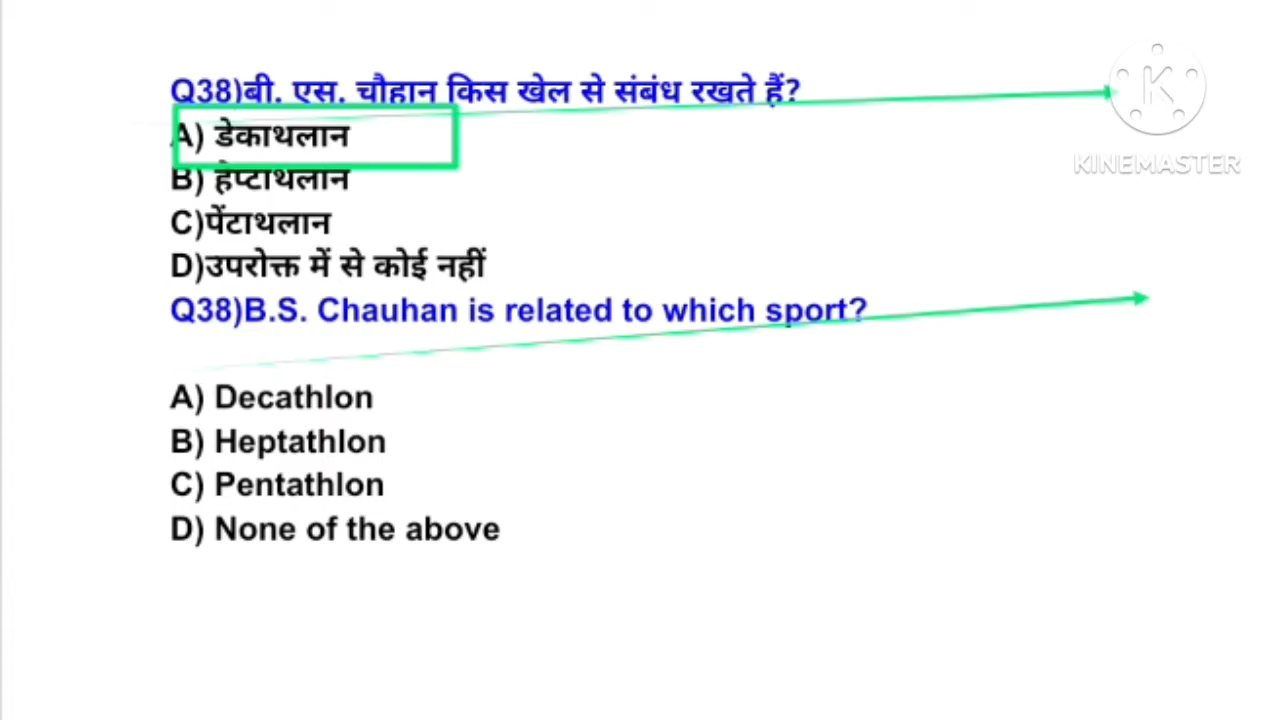 Q38)बी. एस. चौहान किस खेल से संबंध रखते हैं?
A) डेकाथलान
B) हेप्टाथलान
C)पेंटाथलान
D)उपरोक्त में से कोई नहीं
Q38)B.S. Chauhan is related to which sport?
A) Decathlon
B) Heptathlon
C) Pentathlon
D) None of the above
K
KINEMASTER